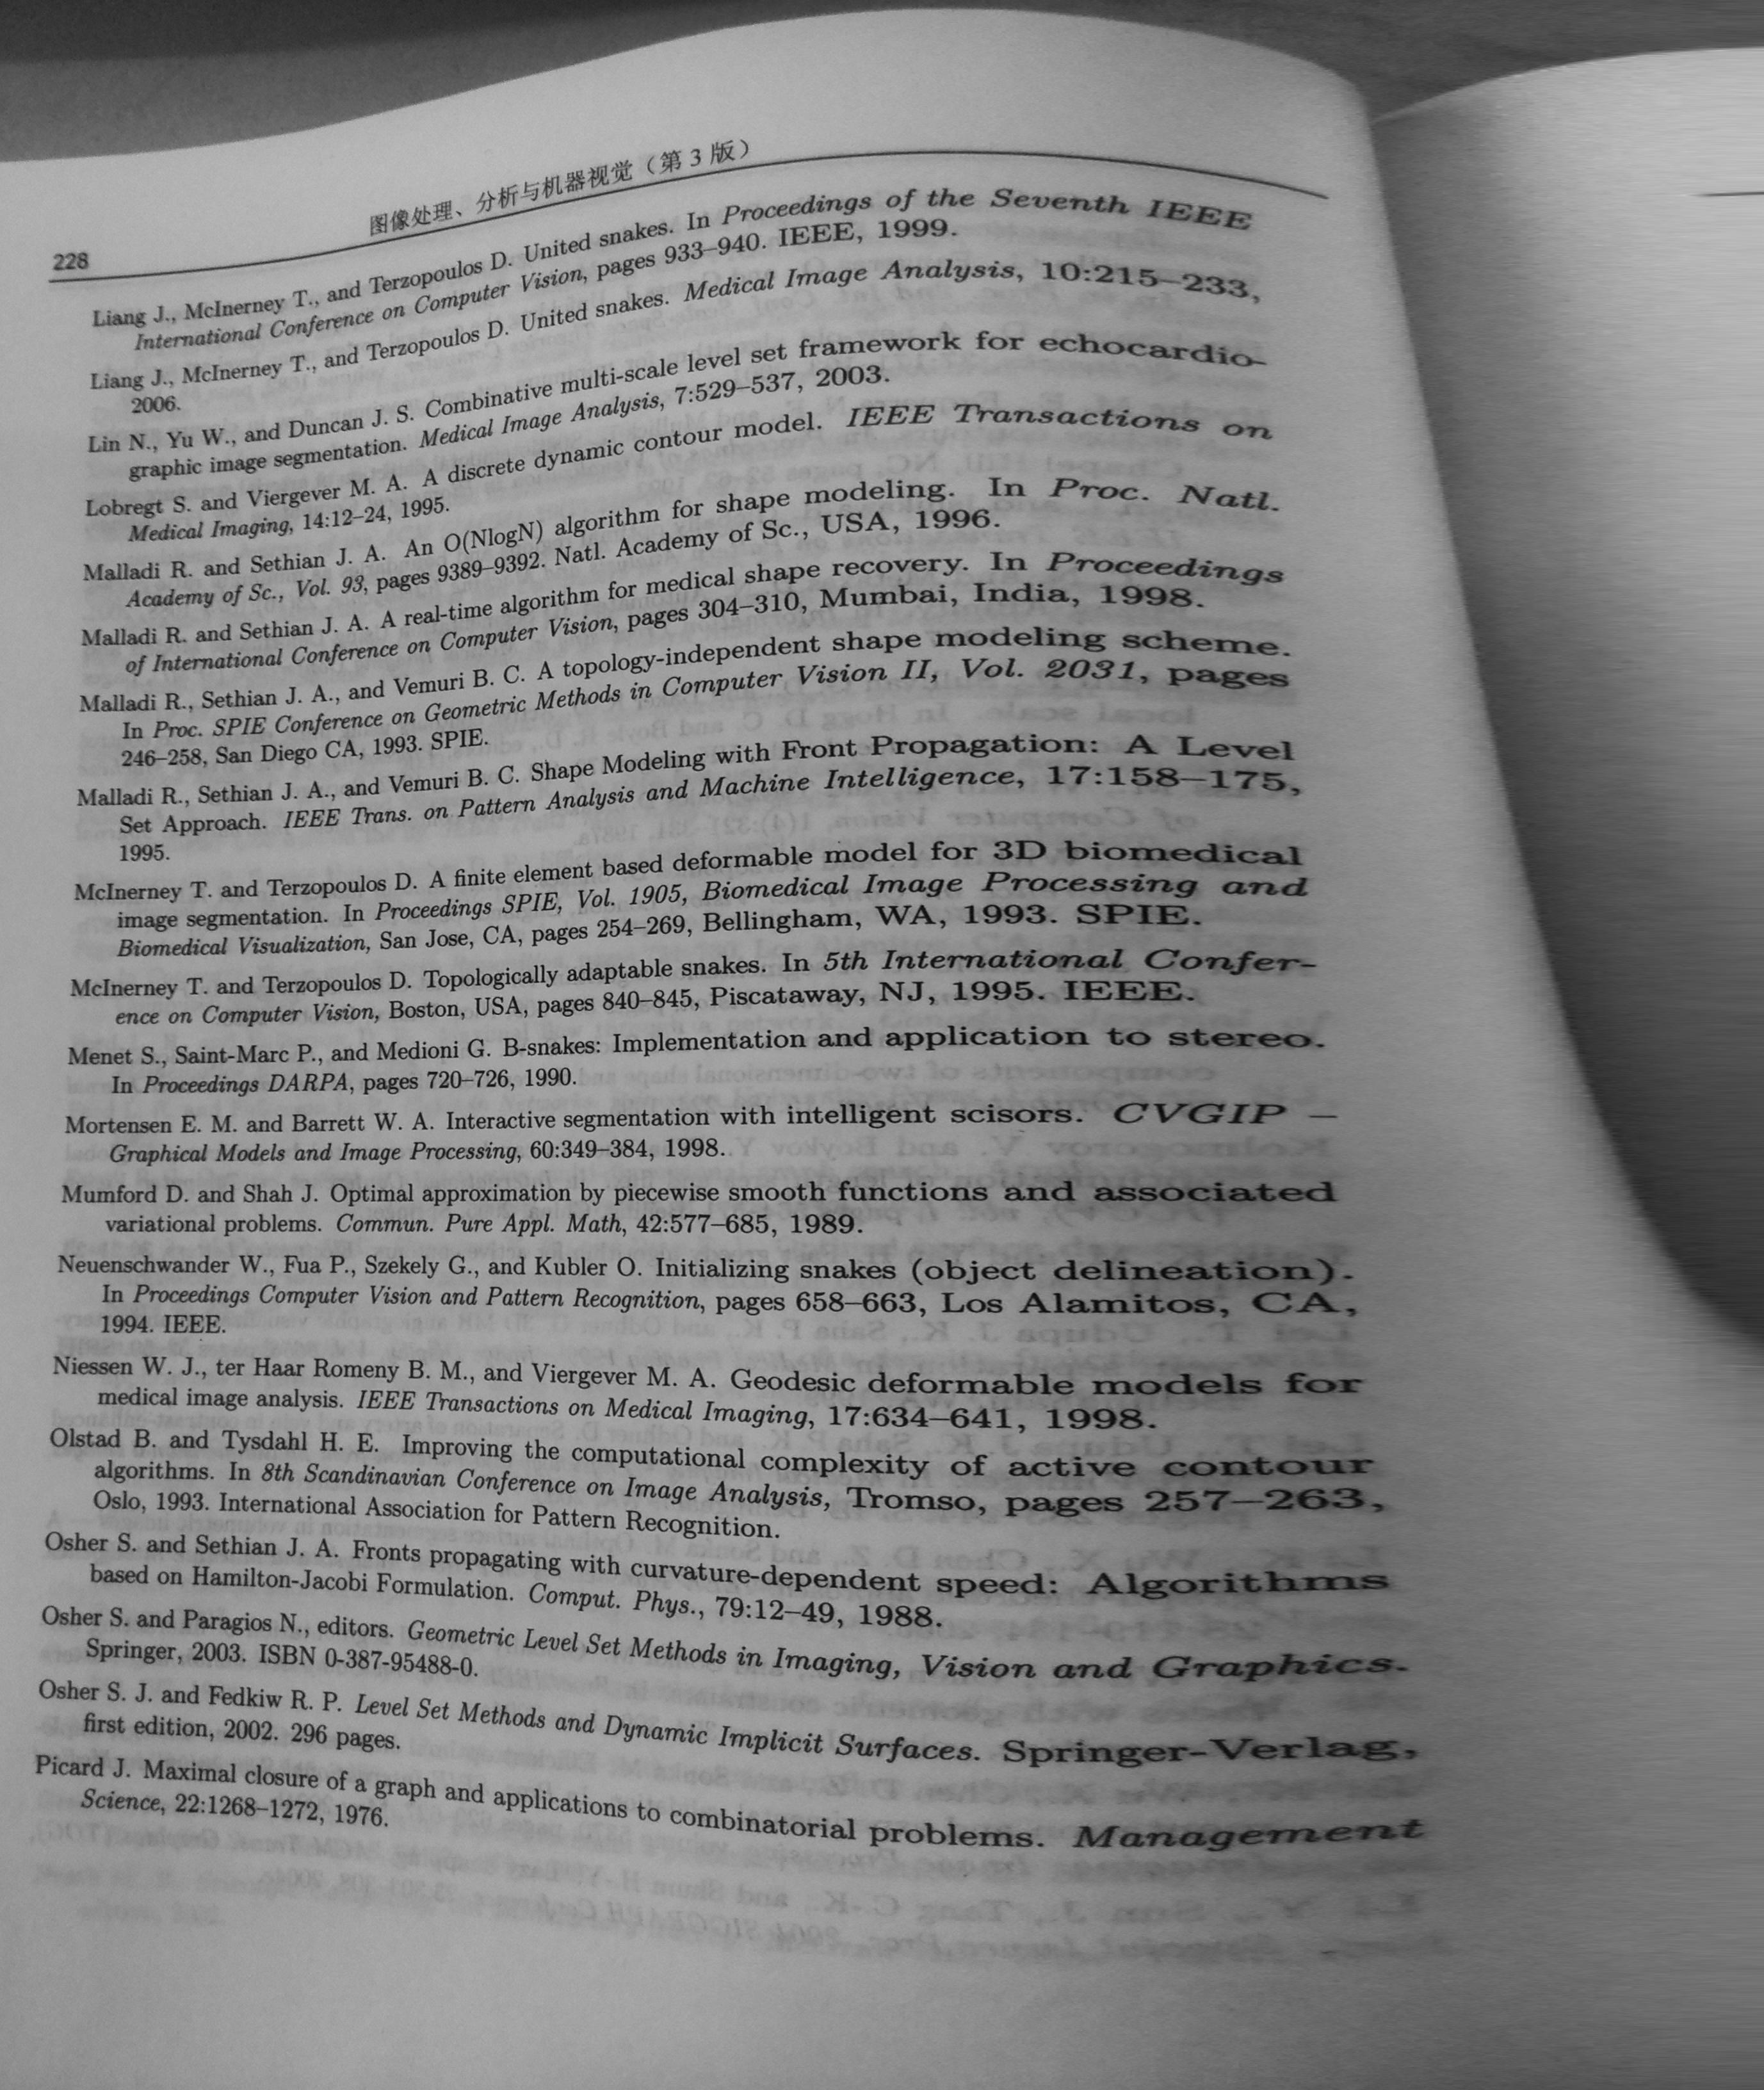 228
图像处理、分析与机器视觉（第 3 版）
Liang J., McInerney T., and Terzopoulos D. United snakes. In Proceedings of the Seventh IEEE
International Conference on Computer Vision, pages 933–940. IEEE, 1999.
Liang J., McInerney T., and Terzopoulos D. United snakes. Medical Image Analysis, 10:215–233,
2006.
Lin N., Yu W., and Duncan J. S. Combinative multi-scale level set framework for echocardio-
graphic image segmentation. Medical Image Analysis, 7:529–537, 2003.
Lobregt S. and Viergever M. A. A discrete dynamic contour model. IEEE Transactions on
Medical Imaging, 14:12–24, 1995.
Malladi R. and Sethian J. A. An O(NlogN) algorithm for shape modeling. In Proc. Natl.
Academy of Sc., Vol. 93, pages 9389–9392. Natl. Academy of Sc., USA, 1996.
Malladi R. and Sethian J. A. A real-time algorithm for medical shape recovery. In Proceedings
of International Conference on Computer Vision, pages 304–310, Mumbai, India, 1998.
Malladi R., Sethian J. A., and Vemuri B. C. A topology-independent shape modeling scheme.
In Proc. SPIE Conference on Geometric Methods in Computer Vision II, Vol. 2031, pages
246–258, San Diego CA, 1993. SPIE.
Malladi R., Sethian J. A., and Vemuri B. C. Shape Modeling with Front Propagation: A Level
Set Approach. IEEE Trans. on Pattern Analysis and Machine Intelligence, 17:158–175,
1995.
McInerney T. and Terzopoulos D. A finite element based deformable model for 3D biomedical
image segmentation. In Proceedings SPIE, Vol. 1905, Biomedical Image Processing and
Biomedical Visualization, San Jose, CA, pages 254–269, Bellingham, WA, 1993. SPIE.
McInerney T. and Terzopoulos D. Topologically adaptable snakes. In 5th International Confer-
ence on Computer Vision, Boston, USA, pages 840–845, Piscataway, NJ, 1995. IEEE.
Menet S., Saint-Marc P., and Medioni G. B-snakes: Implementation and application to stereo.
In Proceedings DARPA, pages 720–726, 1990.
Mortensen E. M. and Barrett W. A. Interactive segmentation with intelligent scisors. CVGIP –
Graphical Models and Image Processing, 60:349–384, 1998.
Mumford D. and Shah J. Optimal approximation by piecewise smooth functions and associated
variational problems. Commun. Pure Appl. Math, 42:577–685, 1989.
Neuenschwander W., Fua P., Szekely G., and Kubler O. Initializing snakes (object delineation).
In Proceedings Computer Vision and Pattern Recognition, pages 658–663, Los Alamitos, CA,
1994. IEEE.
Niessen W. J., ter Haar Romeny B. M., and Viergever M. A. Geodesic deformable models for
medical image analysis. IEEE Transactions on Medical Imaging, 17:634–641, 1998.
Olstad B. and Tysdahl H. E. Improving the computational complexity of active contour
algorithms. In 8th Scandinavian Conference on Image Analysis, Tromso, pages 257–263,
Oslo, 1993. International Association for Pattern Recognition.
Osher S. and Sethian J. A. Fronts propagating with curvature-dependent speed: Algorithms
based on Hamilton-Jacobi Formulation. Comput. Phys., 79:12–49, 1988.
Osher S. and Paragios N., editors. Geometric Level Set Methods in Imaging, Vision and Graphics.
Springer, 2003. ISBN 0-387-95488-0.
Osher S. J. and Fedkiw R. P. Level Set Methods and Dynamic Implicit Surfaces. Springer-Verlag,
first edition, 2002. 296 pages.
Picard J. Maximal closure of a graph and applications to combinatorial problems. Management
Science, 22:1268–1272, 1976.